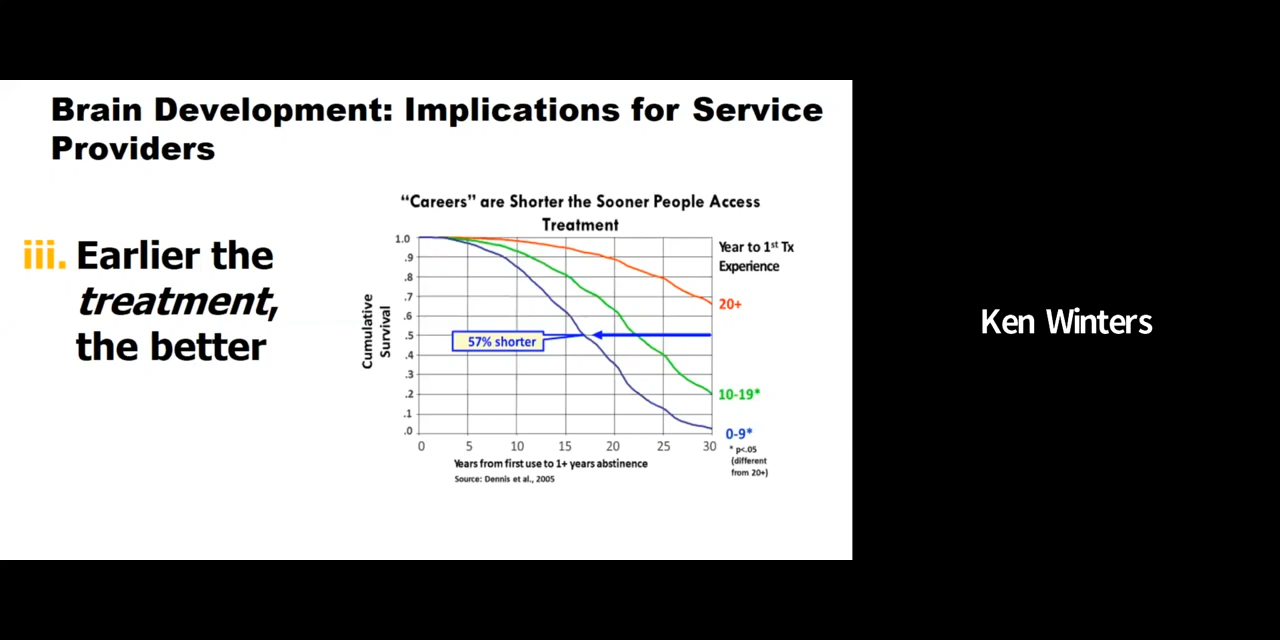 Brain Development: Implications for Service
Providers
iii. Earlier the
treatment,
the better
“Careers” are Shorter the Sooner People Access
Treatment
Cumulative
Survival
1.0
.9
.8
.7
.6
.5
.4
.3
.2
.1
.0
57% shorter
0 5 10 15 20 25 30
Years from first use to 1+ years abstinence
Source: Dennis et al., 2005
Year to 1st Tx
Experience
20+
10-19*
0-9*
* p<.05
(different
from 20+)
Ken Winters